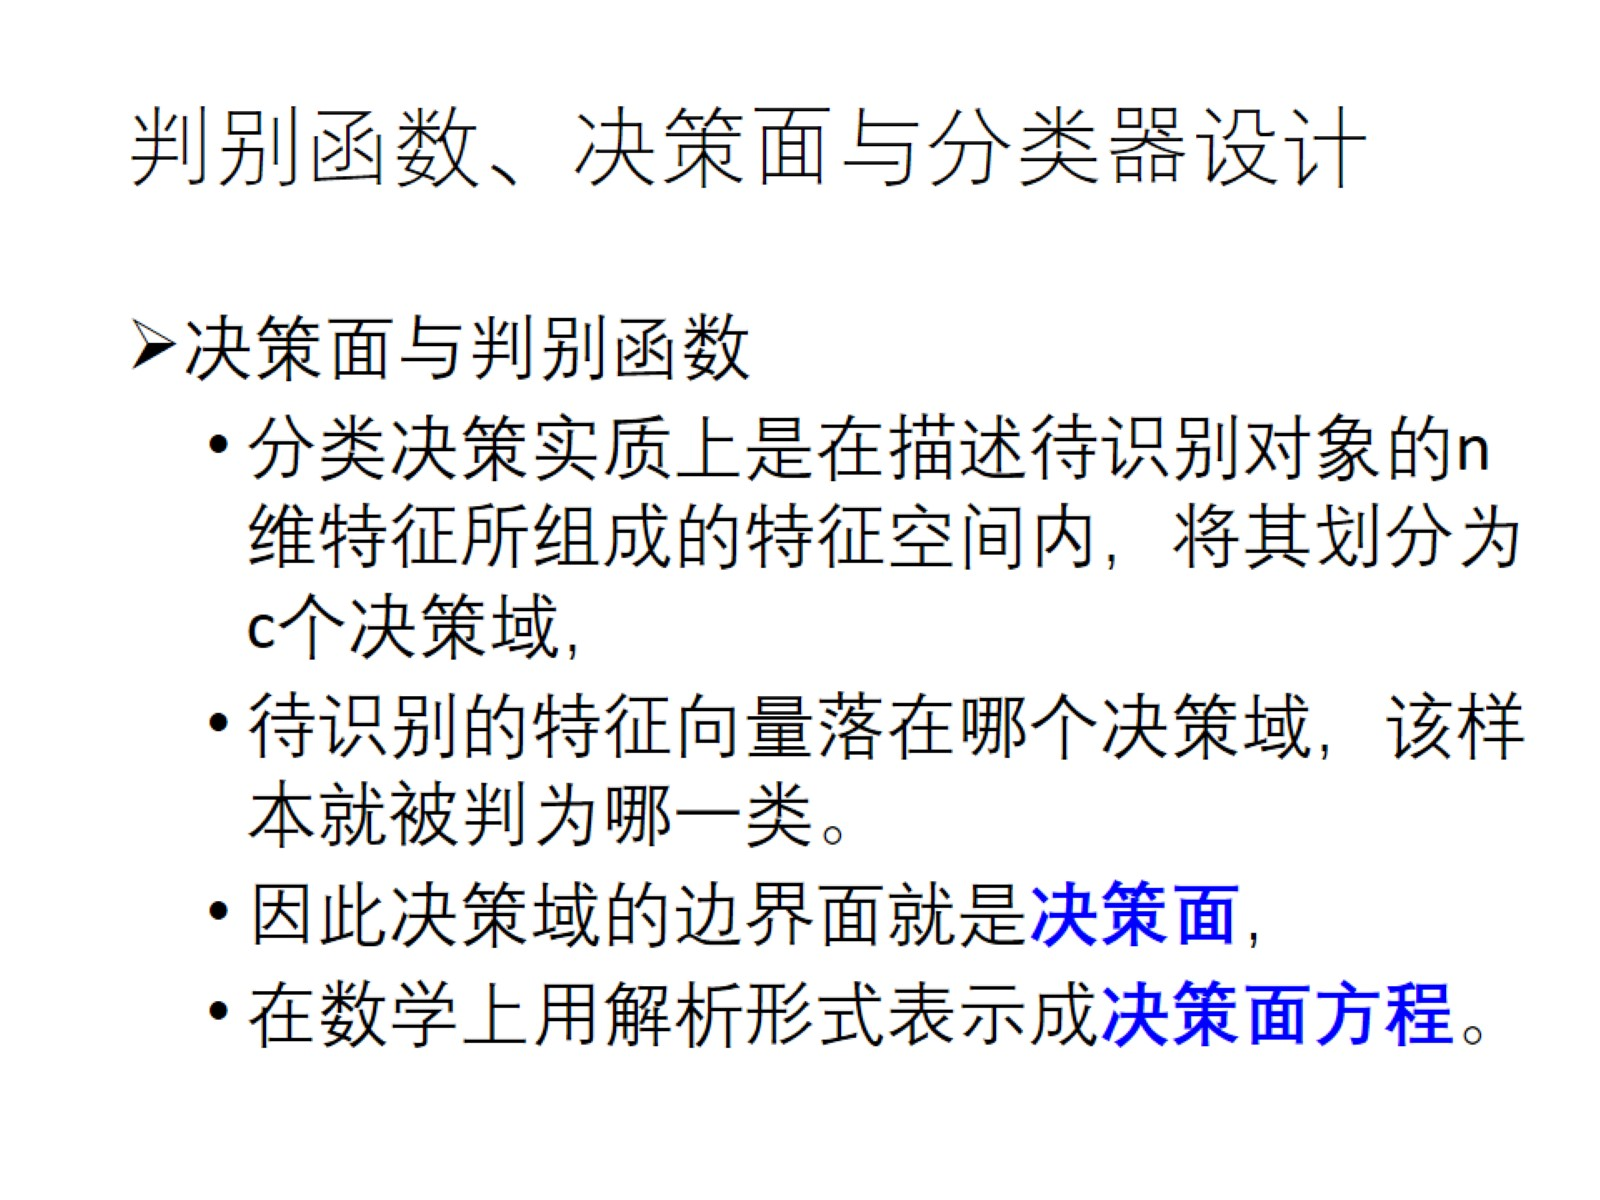 判别函数、决策面与分类器设计
➢决策面与判别函数
• 分类决策实质上是在描述待识别对象的n
维特征所组成的特征空间内，将其划分为
c个决策域，
• 待识别的特征向量落在哪个决策域，该样
本就被判为哪一类。
• 因此决策域的边界面就是决策面，
• 在数学上用解析形式表示成决策面方程。